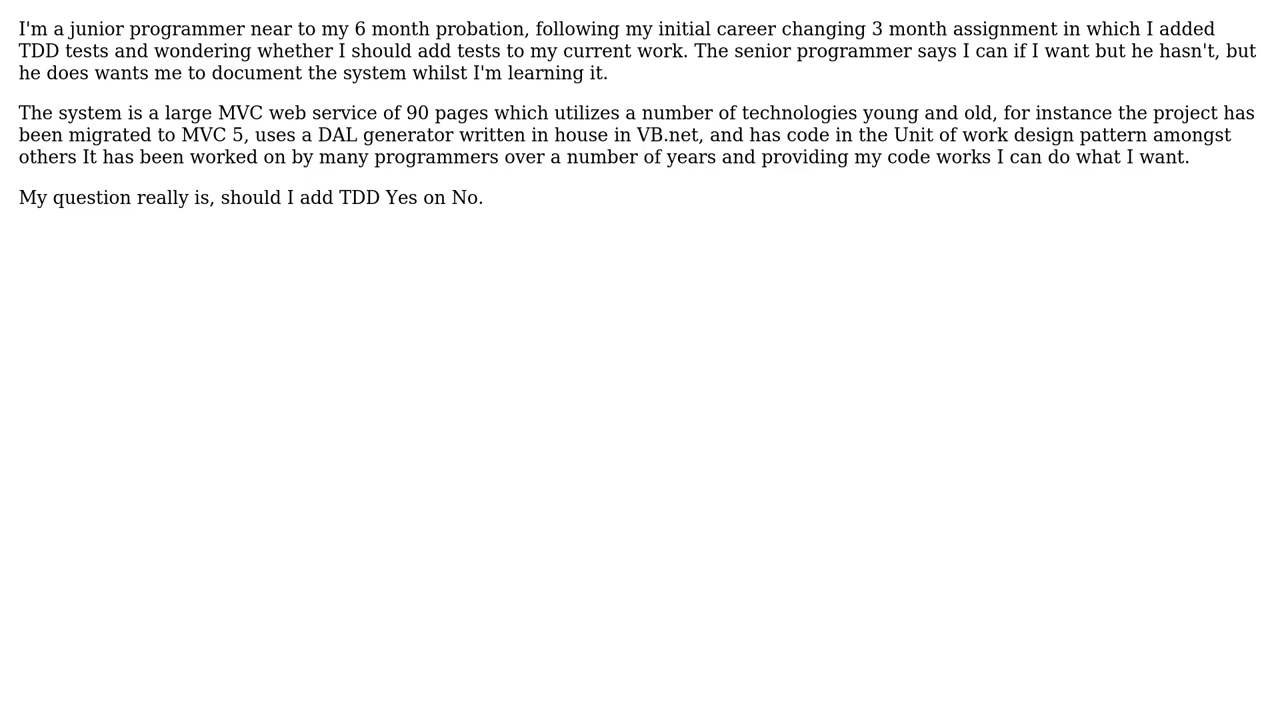 I'm a junior programmer near to my 6 month probation, following my initial career changing 3 month assignment in which I added
TDD tests and wondering whether I should add tests to my current work. The senior programmer says I can if I want but he hasn't, but
he does wants me to document the system whilst I'm learning it.
The system is a large MVC web service of 90 pages which utilizes a number of technologies young and old, for instance the project has
been migrated to MVC 5, uses a DAL generator written in house in VB.net, and has code in the Unit of work design pattern amongst
others It has been worked on by many programmers over a number of years and providing my code works I can do what I want.
My question really is, should I add TDD Yes on No.